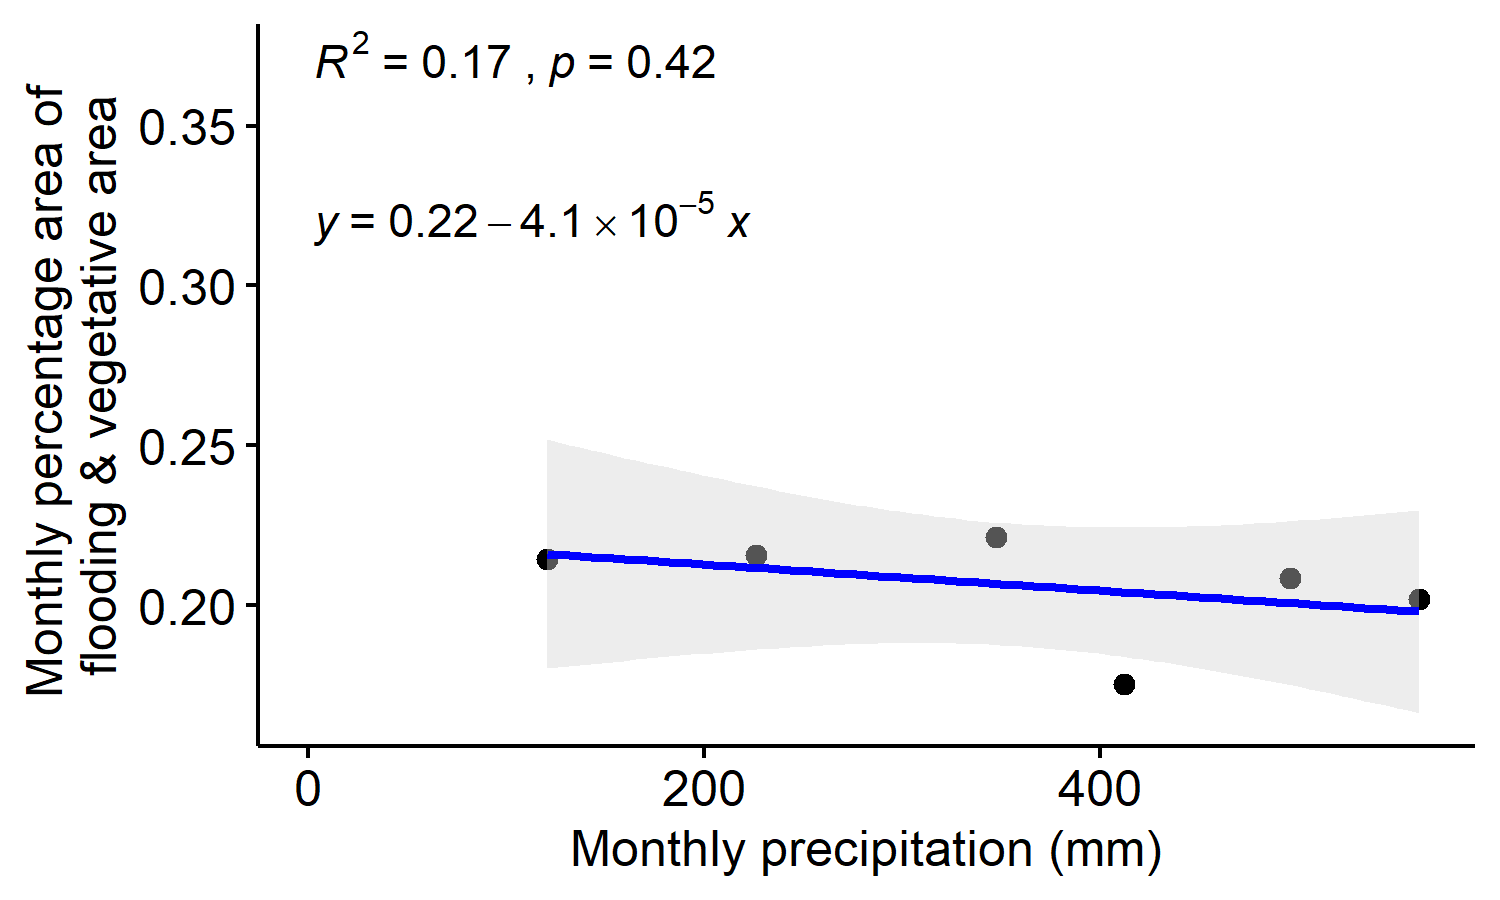 R² = 0.17 , p = 0.42
y = 0.22 − 4.1 × 10⁻⁵ x
Monthly percentage area of
flooding & vegetative area
0.35
0.30
0.25
0.20
0
200
400
Monthly precipitation (mm)